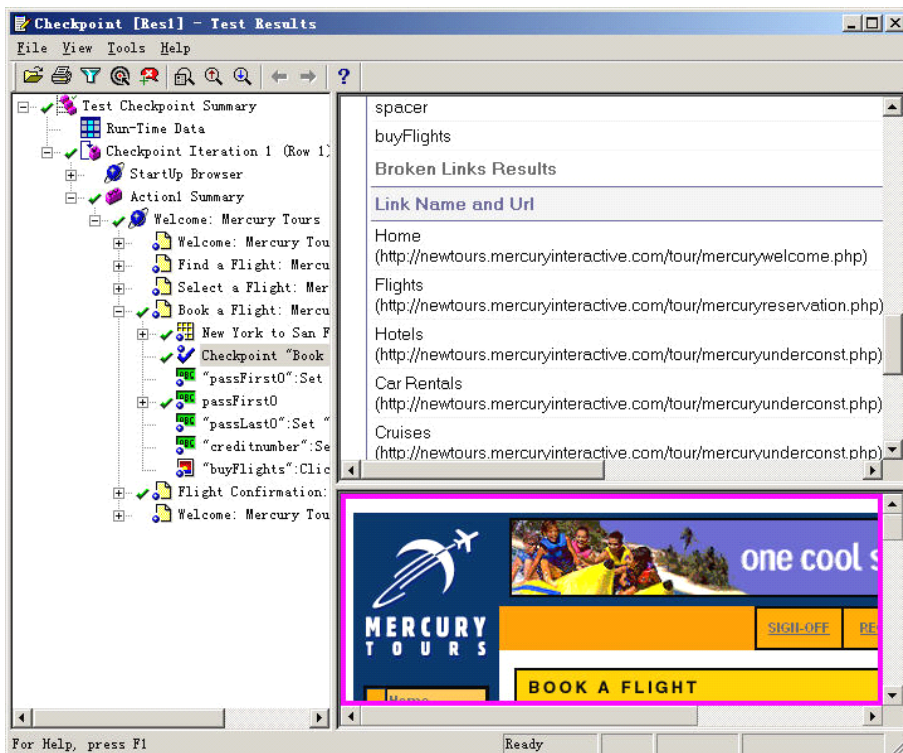 Checkpoint [Res1] - Test Results
File View Tools Help
Test Checkpoint Summary
Run-Time Data
Checkpoint Iteration 1 (Row 1)
StartUp Browser
Action1 Summary
Welcome: Mercury Tours
Welcome: Mercury Tou
Find a Flight: Mercu
Select a Flight: Mer
Book a Flight: Mercu
New York to San F
Checkpoint "Book
"passFirst0":Set
passFirst0
"passLast0":Set "
"creditnumber":Se
"buyFlights":Clic
Flight Confirmation:
Welcome: Mercury Tou
spacer
buyFlights
Broken Links Results
Link Name and Url
Home
(http://newtours.mercuryinteractive.com/tour/mercurywelcome.php)
Flights
(http://newtours.mercuryinteractive.com/tour/mercuryreservation.php)
Hotels
(http://newtours.mercuryinteractive.com/tour/mercuryunderconst.php)
Car Rentals
(http://newtours.mercuryinteractive.com/tour/mercuryunderconst.php)
Cruises
(http://newtours.mercuryinteractive.com/tour/mercuryunderconst.php)
one cool s
MERCURY
TOURS
SIGN-OFF RE
BOOK A FLIGHT
Home
For Help, press F1
Ready